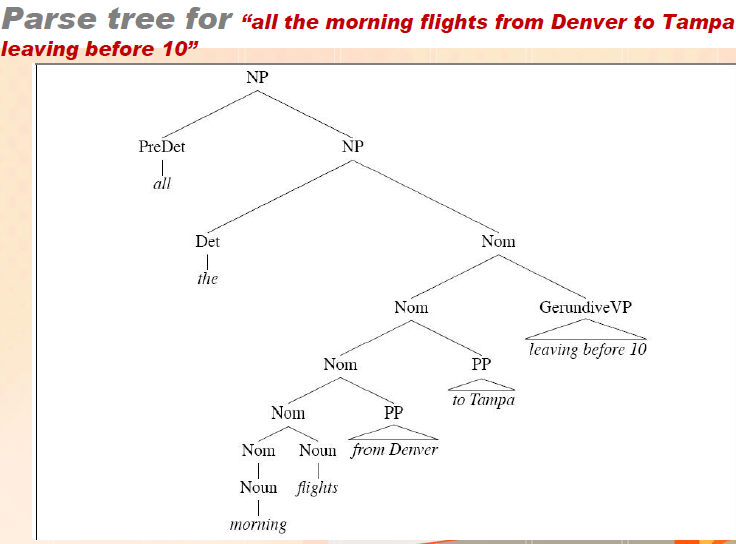 Parse tree for “all the morning flights from Denver to Tampa
leaving before 10”
NP
PreDet NP
all
Det Nom
the
Nom GerundiveVP
leaving before 10
Nom PP
to Tampa
Nom PP
Nom Noun from Denver
Noun flights
morning